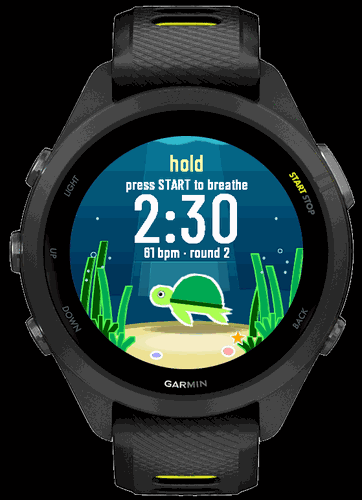 hold
press START to breathe
2:30
61 bpm · round 2
LIGHT
START STOP
UP
DOWN
BACK
GARMIN